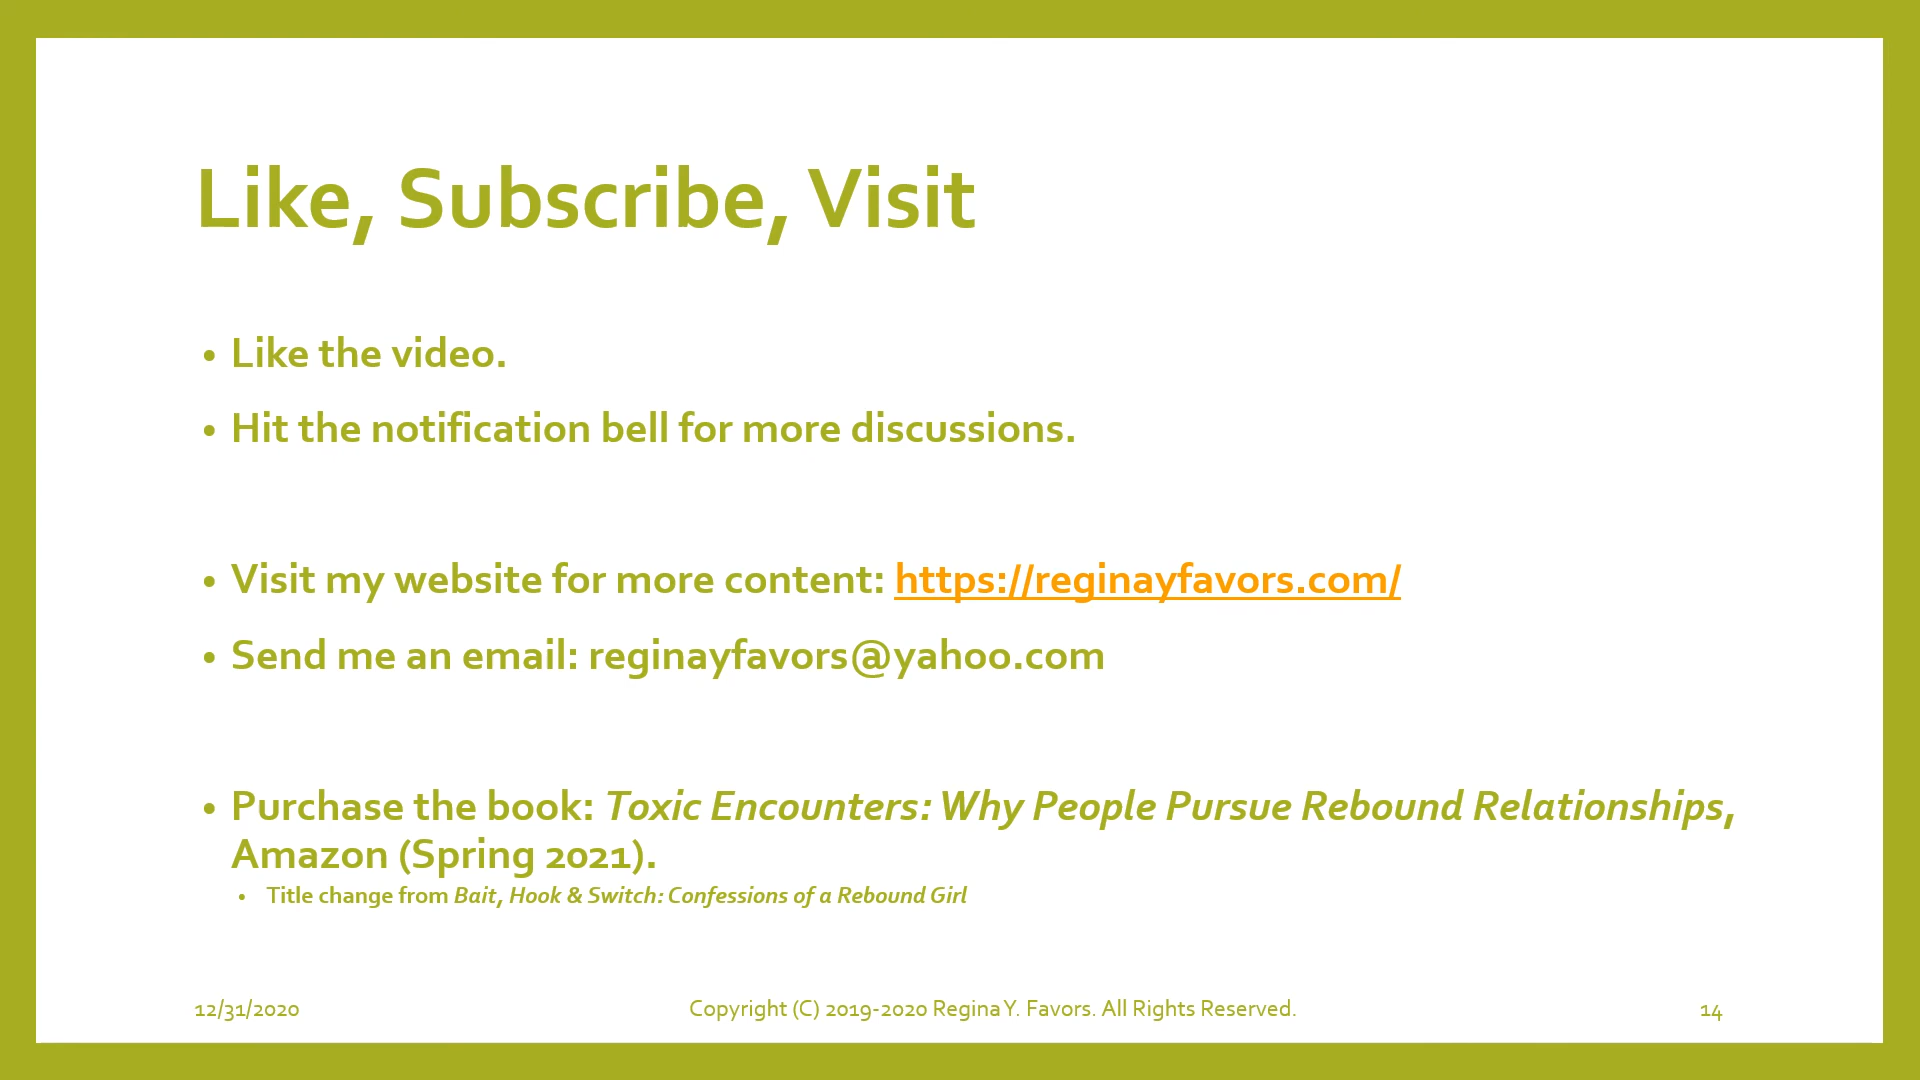 Like, Subscribe, Visit
• Like the video.
• Hit the notification bell for more discussions.
• Visit my website for more content: https://reginayfavors.com/
• Send me an email: reginayfavors@yahoo.com
• Purchase the book: Toxic Encounters: Why People Pursue Rebound Relationships,
Amazon (Spring 2021).
• Title change from Bait, Hook & Switch: Confessions of a Rebound Girl
12/31/2020
Copyright (C) 2019-2020 Regina Y. Favors. All Rights Reserved.
14